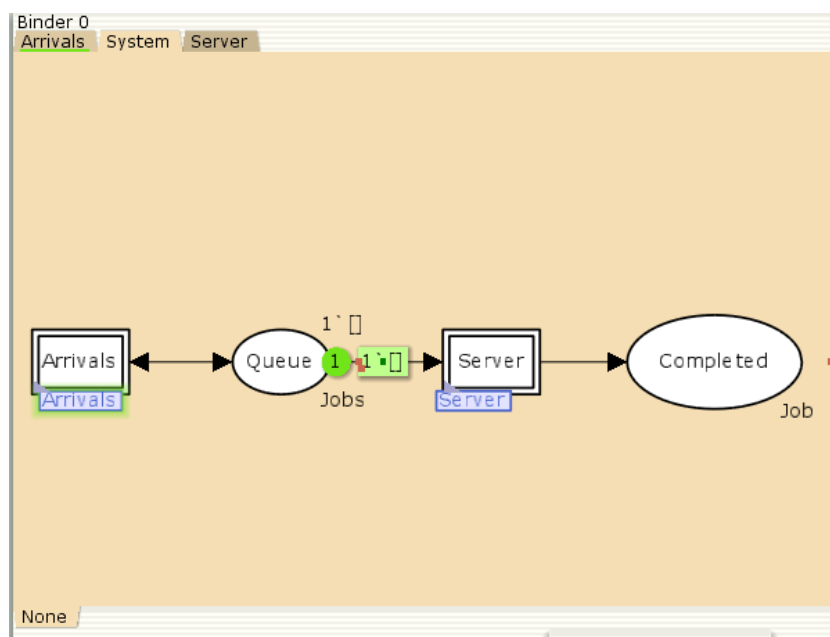 Binder 0
Arrivals System Server
1`[]
Arrivals Queue 1 1`[] Server Completed
Arrivals Jobs Server Job
None